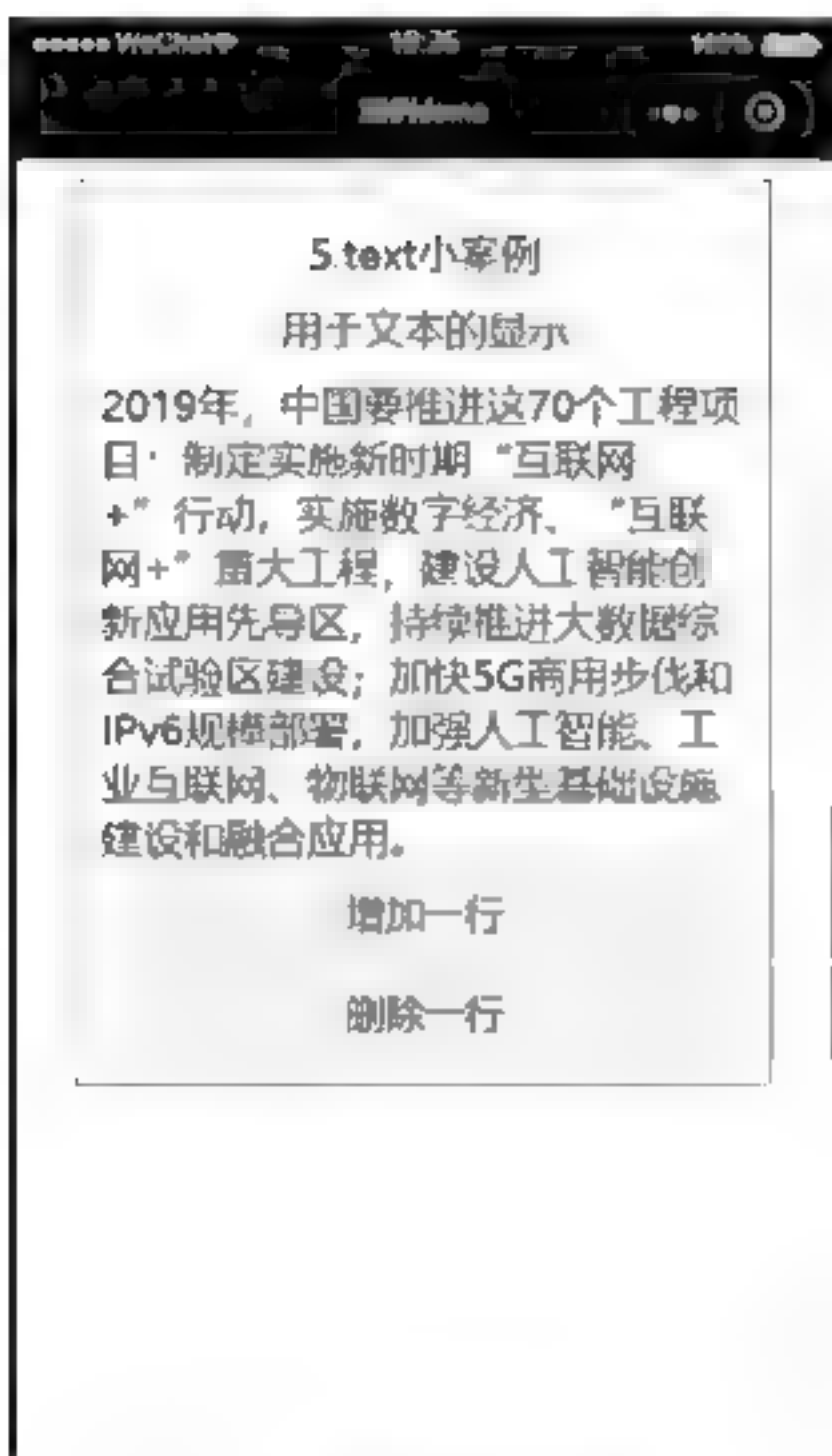 WeChat
5.text小案例
用于文本的显示
2019年，中国要推进这70个工程项
目：制定实施新时期“互联网
+”行动，实施数字经济、“互联
网+”重大工程，建设人工智能创
新应用先导区，持续推进大数据综
合试验区建设；加快5G商用步伐和
IPv6规模部署，加强人工智能、工
业互联网、物联网等新型基础设施
建设和融合应用。
增加一行
删除一行